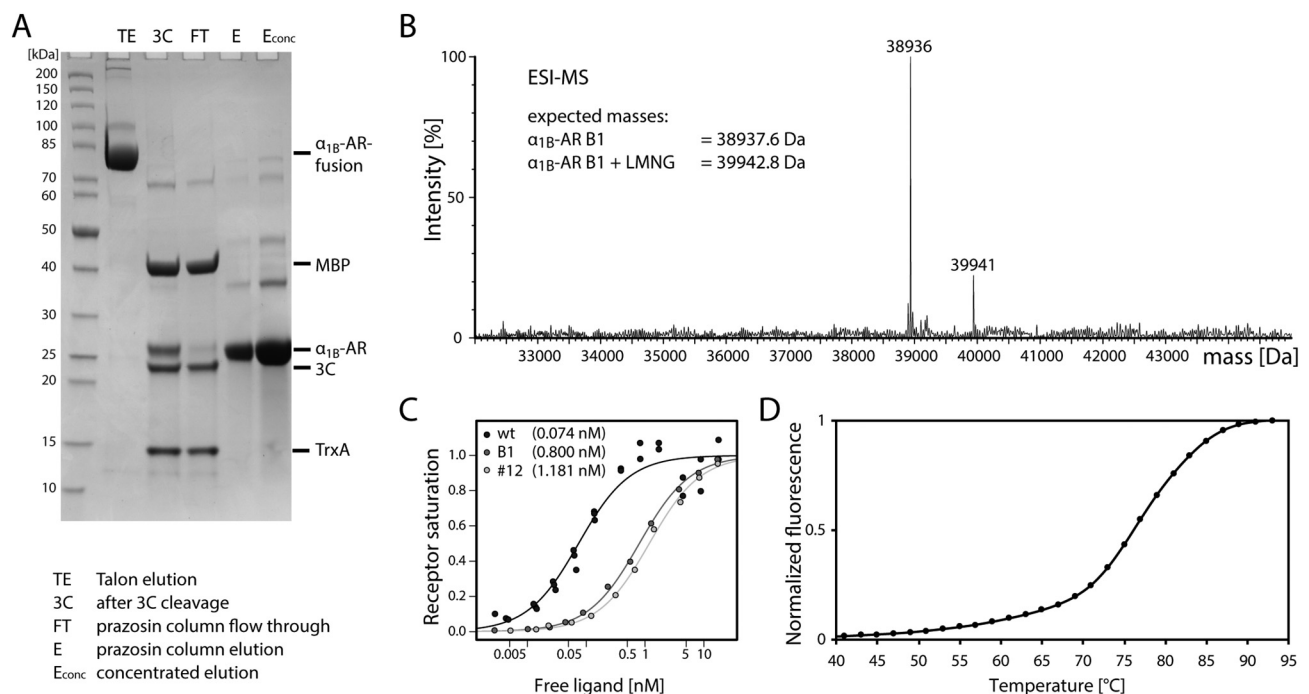 A
TE 3C FT E Econc
[kDa]
200
150
120
100
85
70
60
50
40
30
25
20
15
10
α1B-AR-
fusion
MBP
α1B-AR
3C
TrxA
TE Talon elution
3C after 3C cleavage
FT prazosin column flow through
E prazosin column elution
Econc concentrated elution
B
ESI-MS
expected masses:
α1B-AR B1 = 38937.6 Da
α1B-AR B1 + LMNG = 39942.8 Da
38936
39941
Intensity [%]
100
50
0
33000 34000 35000 36000 37000 38000 39000 40000 41000 42000 43000 mass [Da]
C
wt (0.074 nM)
B1 (0.800 nM)
#12 (1.181 nM)
Receptor saturation
1.0
0.8
0.6
0.4
0.2
0.0
0.005 0.05 0.5 1 5 10
Free ligand [nM]
D
Normalized fluorescence
1
0.5
0
40 45 50 55 60 65 70 75 80 85 90 95
Temperature [°C]